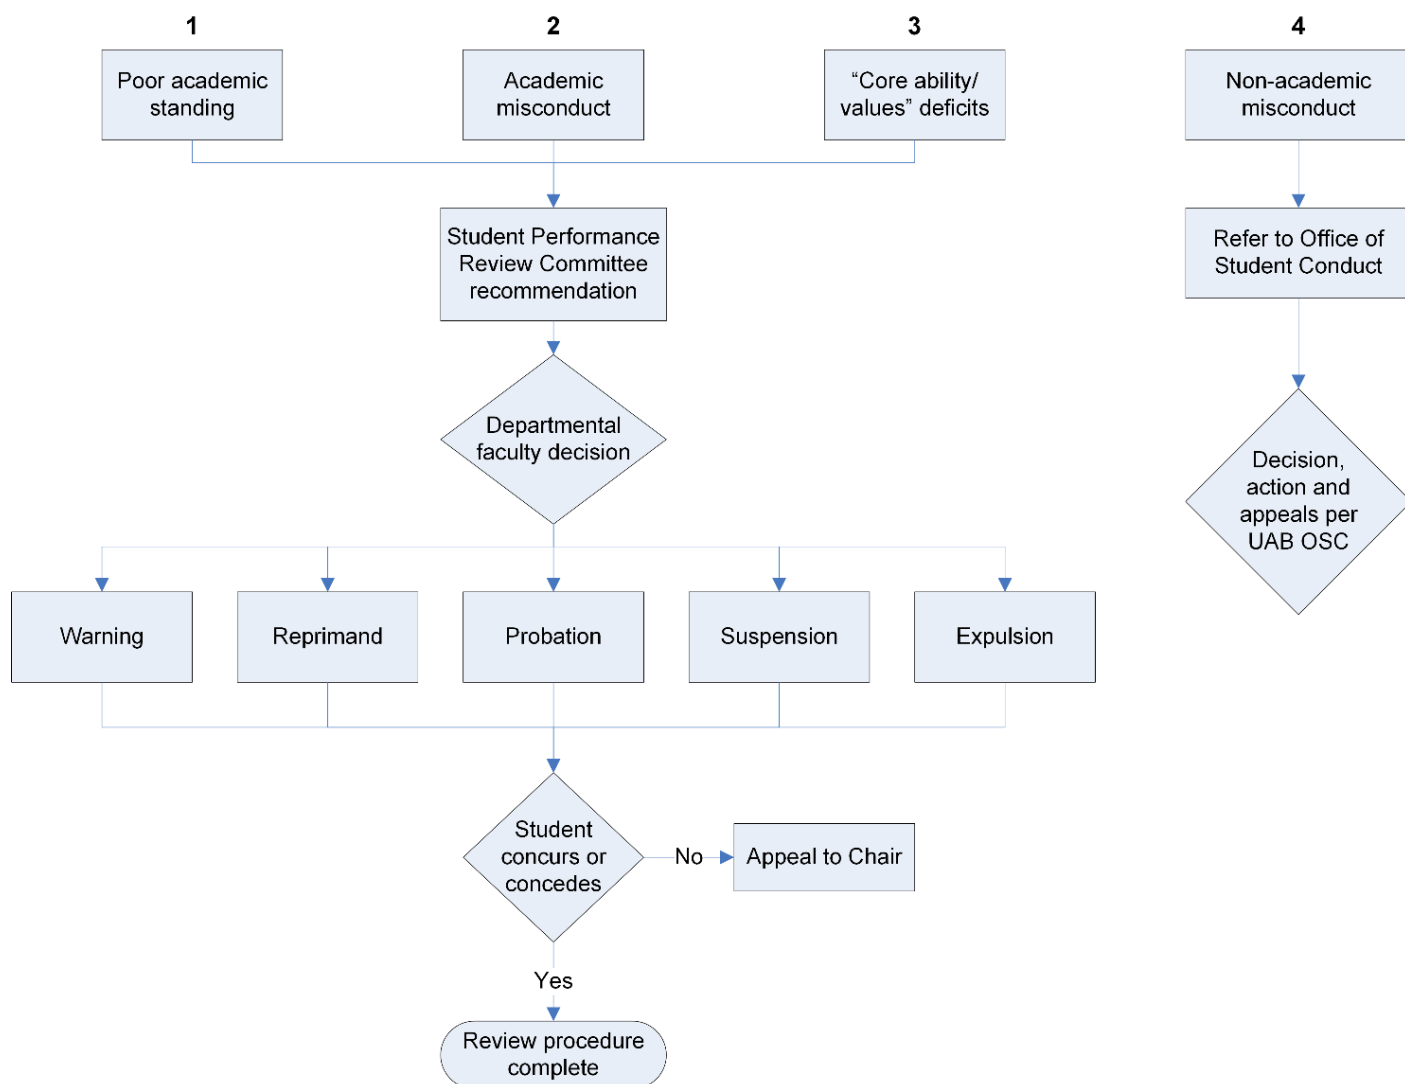 1
2
3
4
Poor academic
standing
Academic
misconduct
“Core ability/
values” deficits
Non-academic
misconduct
Student Performance
Review Committee
recommendation
Refer to Office of
Student Conduct
Departmental
faculty decision
Decision,
action and
appeals per
UAB OSC
Warning
Reprimand
Probation
Suspension
Expulsion
Student
concurs or
concedes
No
Appeal to Chair
Yes
Review procedure
complete